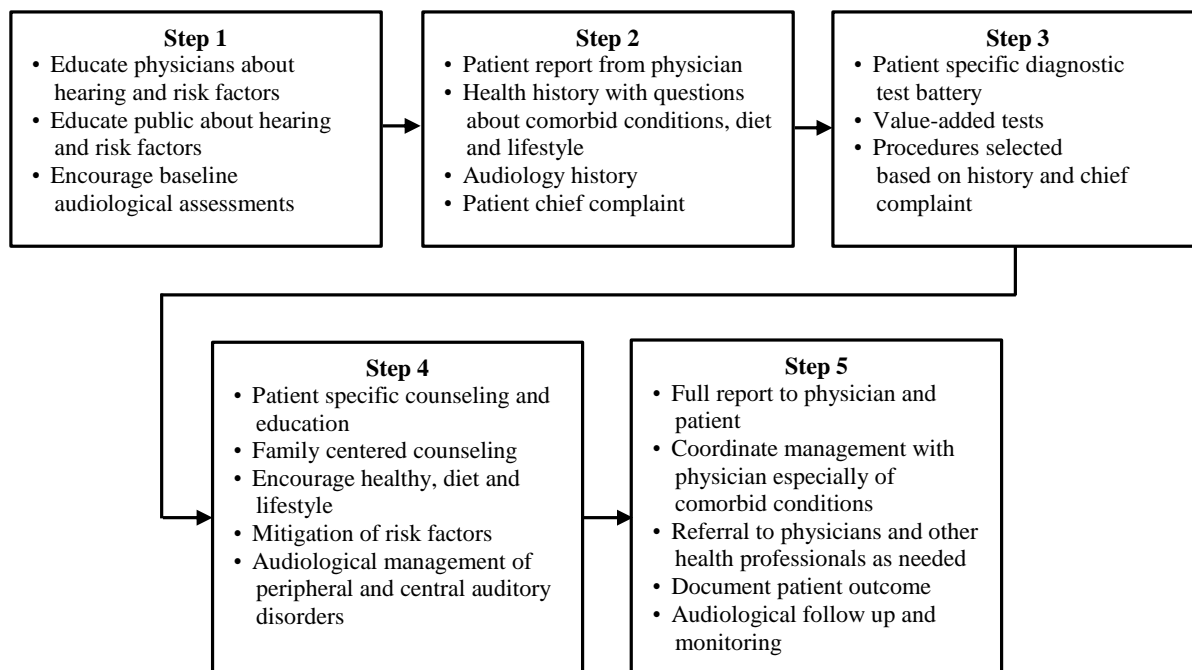 Step 1
• Educate physicians about
hearing and risk factors
• Educate public about hearing
and risk factors
• Encourage baseline
audiological assessments
Step 2
• Patient report from physician
• Health history with questions
about comorbid conditions, diet
and lifestyle
• Audiology history
• Patient chief complaint
Step 3
• Patient specific diagnostic
test battery
• Value-added tests
• Procedures selected
based on history and chief
complaint
Step 4
• Patient specific counseling and
education
• Family centered counseling
• Encourage healthy, diet and
lifestyle
• Mitigation of risk factors
• Audiological management of
peripheral and central auditory
disorders
Step 5
• Full report to physician and
patient
• Coordinate management with
physician especially of
comorbid conditions
• Referral to physicians and other
health professionals as needed
• Document patient outcome
• Audiological follow up and
monitoring